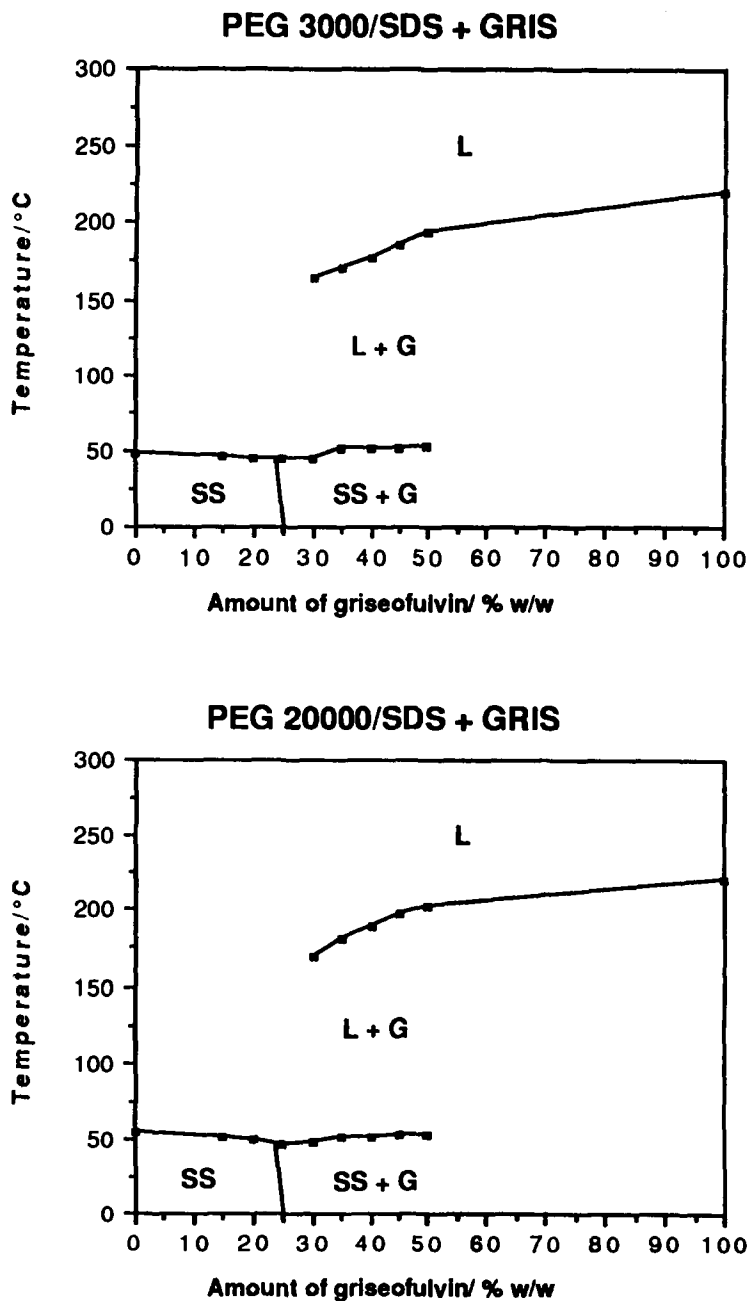 PEG 3000/SDS + GRIS
300
250
200
150
100
50
0
Temperature/°C
L
L + G
SS
SS + G
0 10 20 30 40 50 60 70 80 90 100
Amount of griseofulvin/ % w/w
PEG 20000/SDS + GRIS
300
250
200
150
100
50
0
Temperature/°C
L
L + G
SS
SS + G
0 10 20 30 40 50 60 70 80 90 100
Amount of griseofulvin/ % w/w